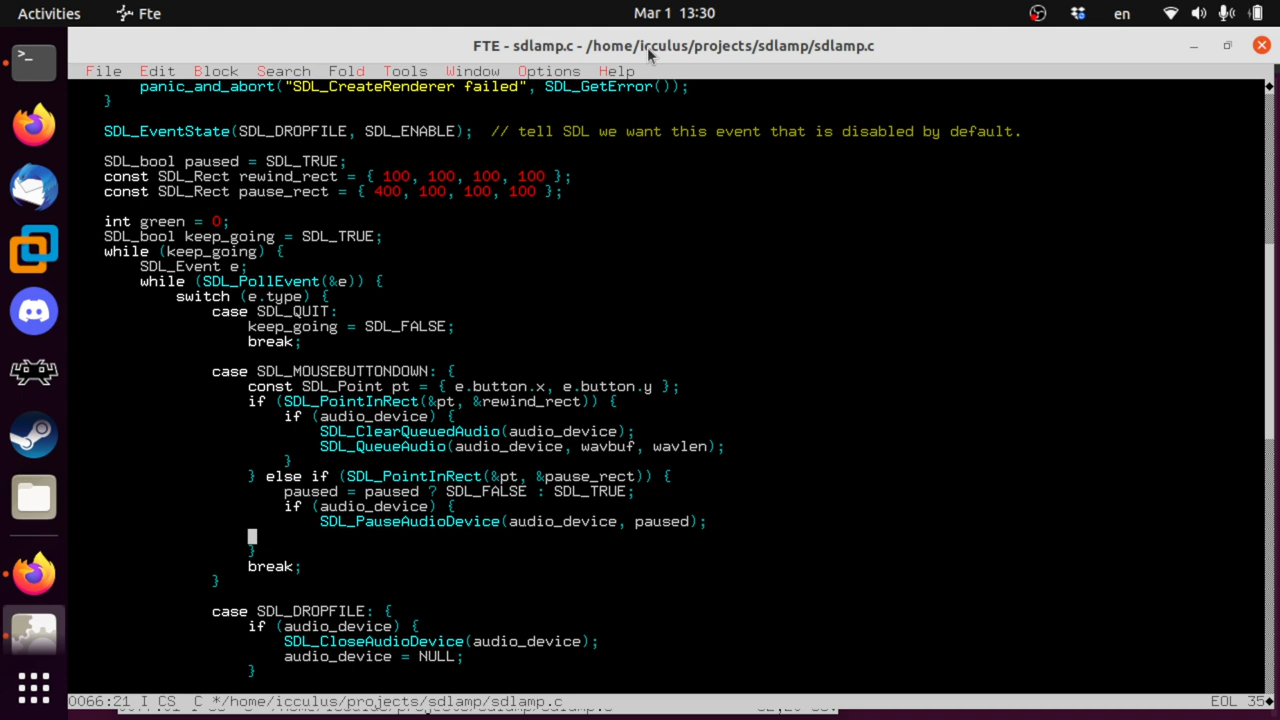 Activities Fte Mar 1 13:30 en
FTE - sdlamp.c - /home/icculus/projects/sdlamp/sdlamp.c
File Edit Block Search Fold Tools Window Options Help
panic_and_abort("SDL_CreateRenderer failed", SDL_GetError());
}
SDL_EventState(SDL_DROPFILE, SDL_ENABLE); // tell SDL we want this event that is disabled by default.
SDL_bool paused = SDL_TRUE;
const SDL_Rect rewind_rect = { 100, 100, 100, 100 };
const SDL_Rect pause_rect = { 400, 100, 100, 100 };
int green = 0;
SDL_bool keep_going = SDL_TRUE;
while (keep_going) {
SDL_Event e;
while (SDL_PollEvent(&e)) {
switch (e.type) {
case SDL_QUIT:
keep_going = SDL_FALSE;
break;
case SDL_MOUSEBUTTONDOWN: {
const SDL_Point pt = { e.button.x, e.button.y };
if (SDL_PointInRect(&pt, &rewind_rect)) {
if (audio_device) {
SDL_ClearQueuedAudio(audio_device);
SDL_QueueAudio(audio_device, wavbuf, wavlen);
}
} else if (SDL_PointInRect(&pt, &pause_rect)) {
paused = paused ? SDL_FALSE : SDL_TRUE;
if (audio_device) {
SDL_PauseAudioDevice(audio_device, paused);
}
break;
}
case SDL_DROPFILE: {
if (audio_device) {
SDL_CloseAudioDevice(audio_device);
audio_device = NULL;
}
0066:21 I CS C */home/icculus/projects/sdlamp/sdlamp.c EOL 35